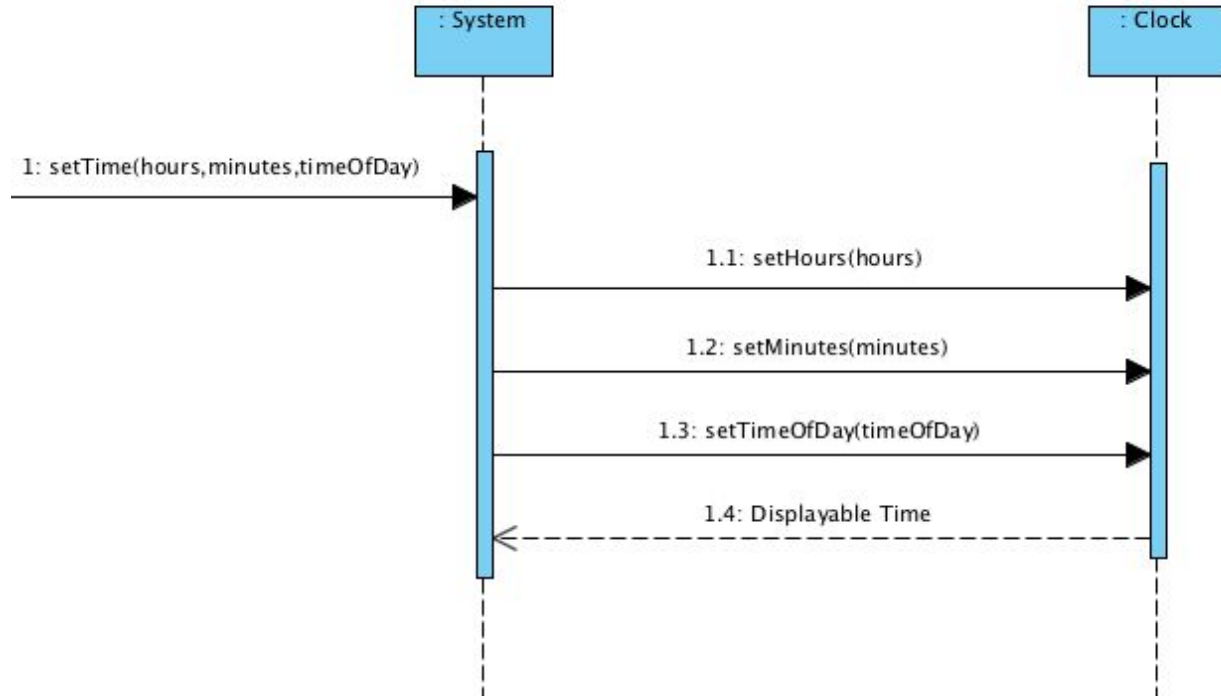 : System
: Clock
1: setTime(hours,minutes,timeOfDay)
1.1: setHours(hours)
1.2: setMinutes(minutes)
1.3: setTimeOfDay(timeOfDay)
1.4: Displayable Time